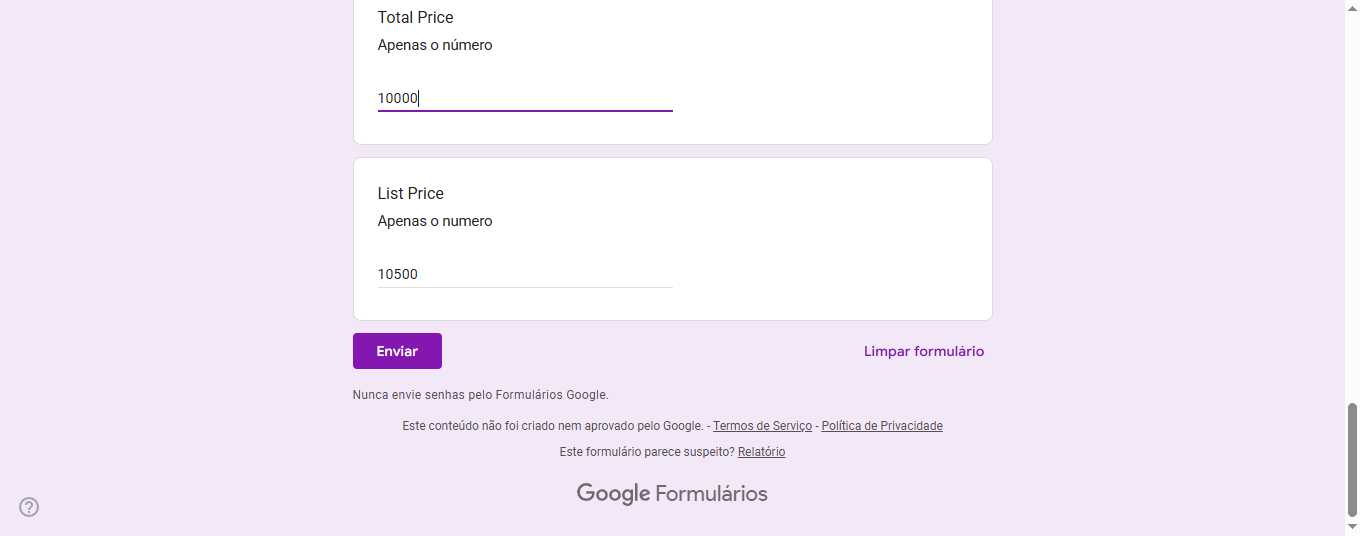 Total Price
Apenas o número
10000
List Price
Apenas o numero
10500
Enviar
Limpar formulário
Nunca envie senhas pelo Formulários Google.
Este conteúdo não foi criado nem aprovado pelo Google. - Termos de Serviço - Política de Privacidade
Este formulário parece suspeito? Relatório
Google Formulários